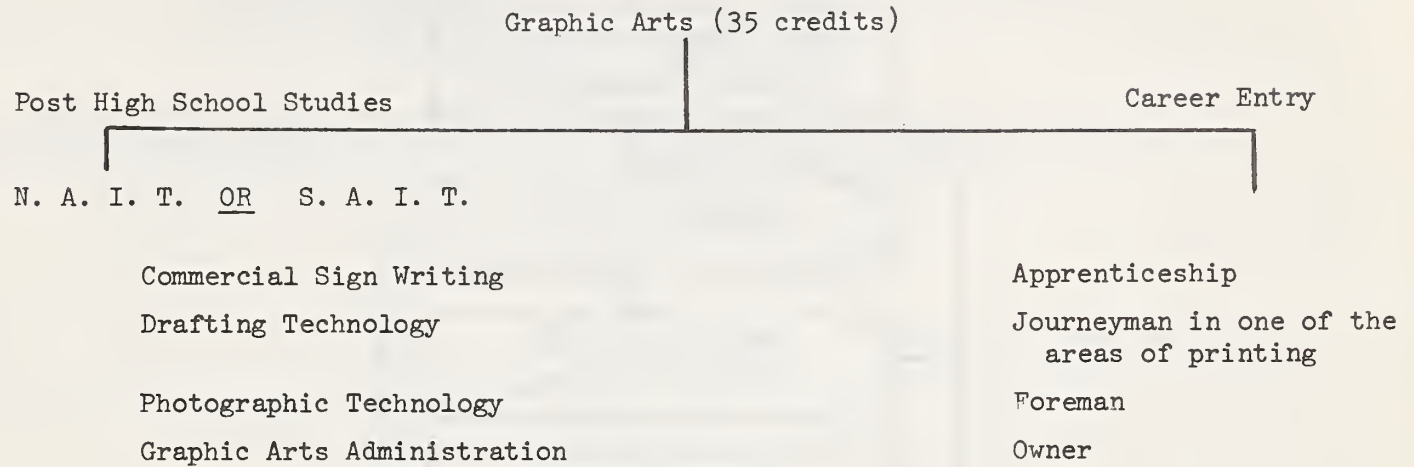 Graphic Arts (35 credits)
Post High School Studies
Career Entry
N. A. I. T. OR S. A. I. T.
Commercial Sign Writing
Drafting Technology
Photographic Technology
Graphic Arts Administration
Apprenticeship
Journeyman in one of the
areas of printing
Foreman
Owner